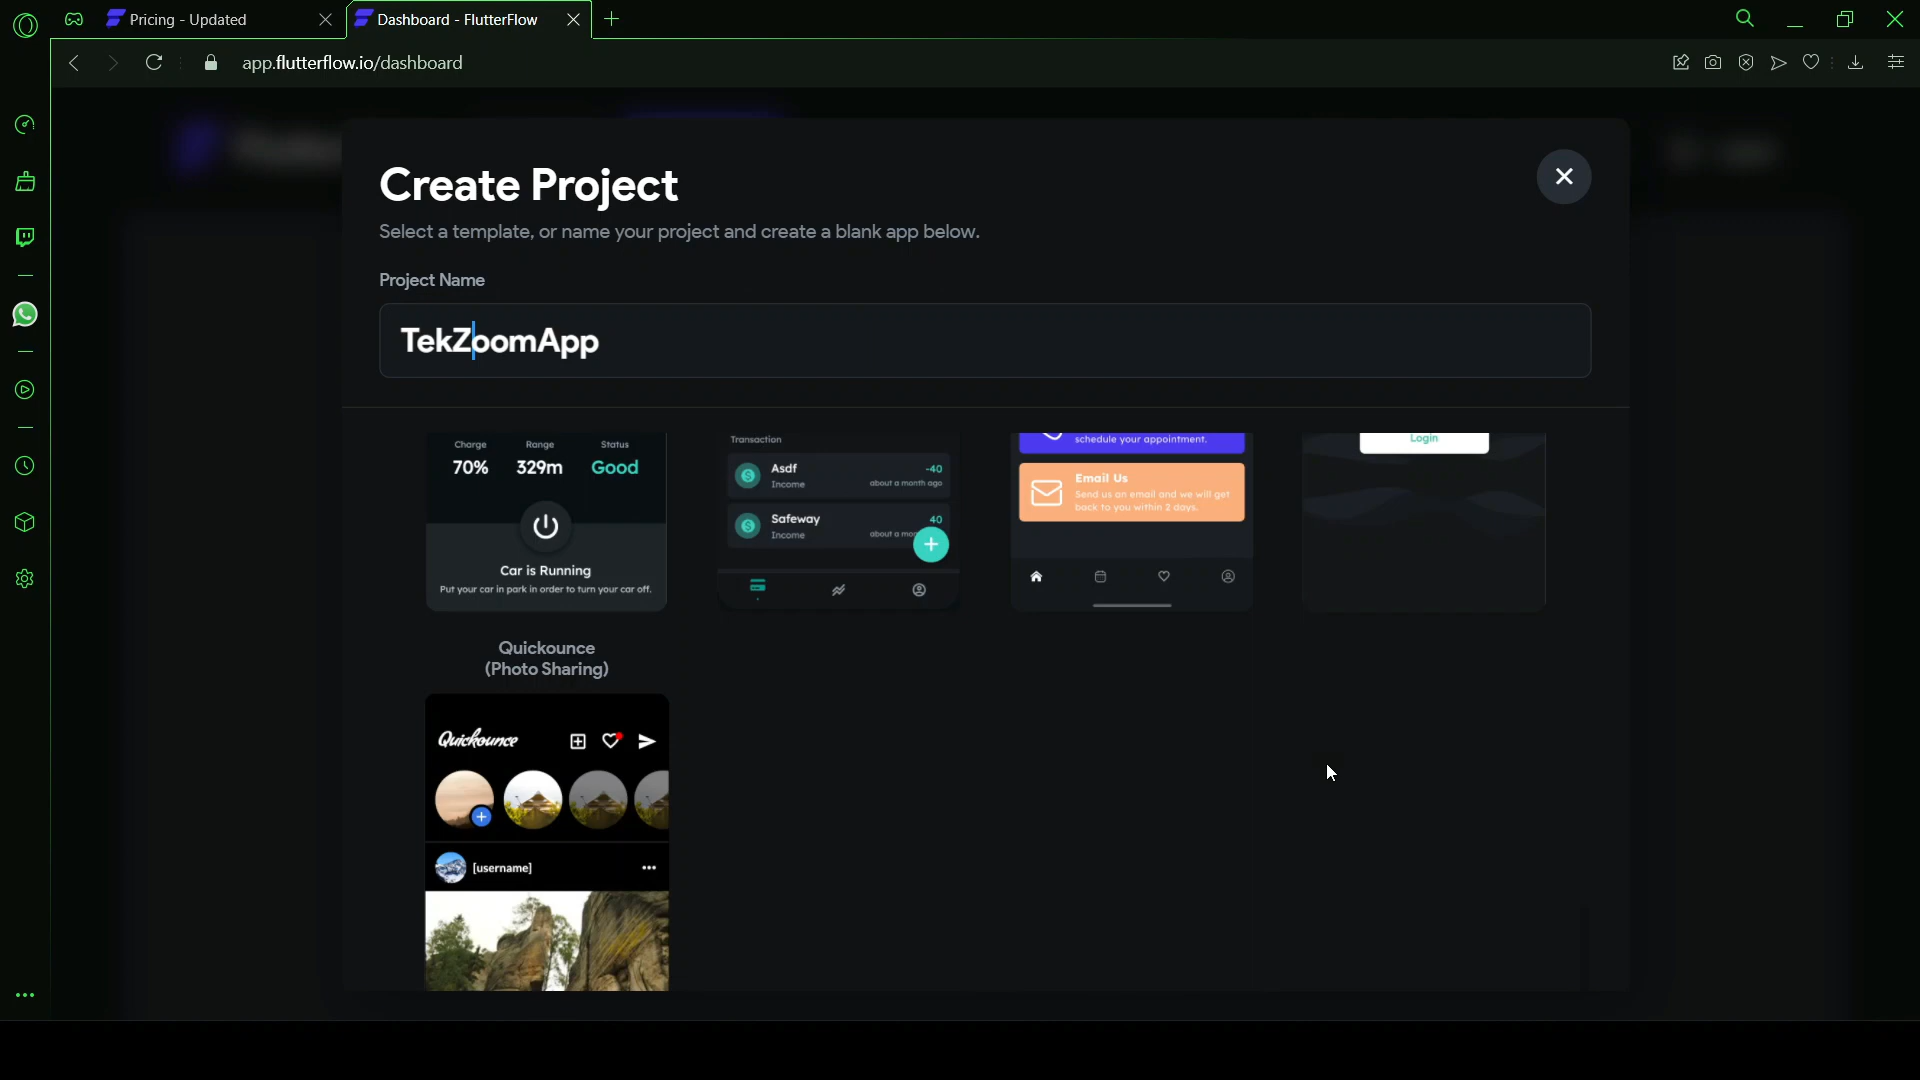 Pricing - Updated
Dashboard - FlutterFlow
app.flutterflow.io/dashboard
Create Project
Select a template, or name your project and create a blank app below.
Project Name
TekZoomApp
Charge Range Status
70% 329m Good
Car is Running
Put your car in park in order to turn your car off.
Transaction
Asdf -40
Income about a month ago
Safeway 40
Income about a mon
schedule your appointment.
Email Us
Send us an email and we will get
back to you within 2 days.
Login
Quickounce
(Photo Sharing)
Quickounce
[username]